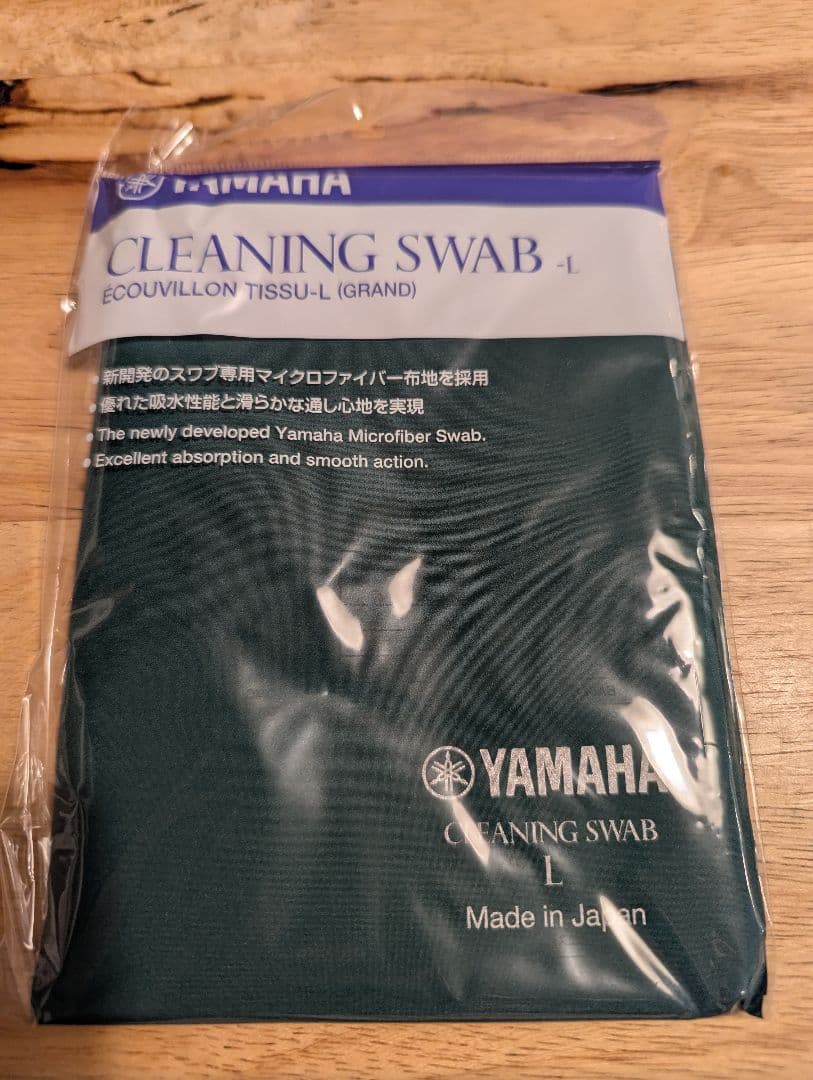 YAMAHA
CLEANING SWAB -L
ÉCOUVILLON TISSU-L (GRAND)
• 新開発のスワブ専用マイクロファイバー布地を採用
• 優れた吸水性能と滑らかな通し心地を実現
• The newly developed Yamaha Microfiber Swab.
• Excellent absorption and smooth action.
YAMAHA
CLEANING SWAB
L
Made in Japan